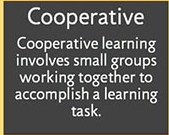 Cooperative
Cooperative learning
involves small groups
working together to
accomplish a learning
task.